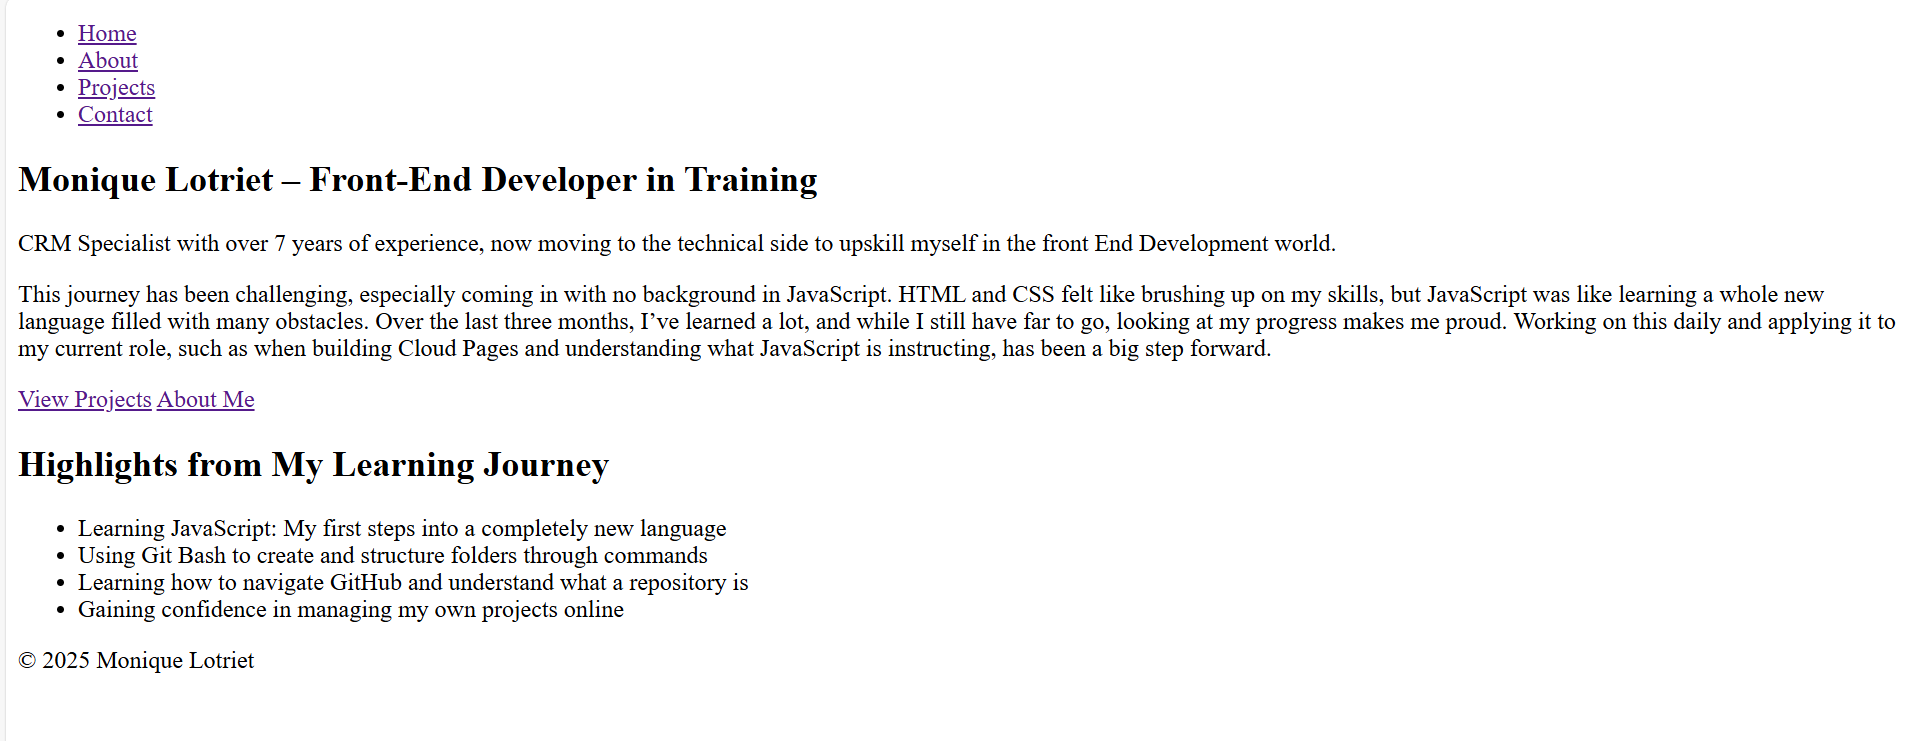 Home
About
Projects
Contact
Monique Lotriet – Front-End Developer in Training
CRM Specialist with over 7 years of experience, now moving to the technical side to upskill myself in the front End Development world.
This journey has been challenging, especially coming in with no background in JavaScript. HTML and CSS felt like brushing up on my skills, but JavaScript was like learning a whole new
language filled with many obstacles. Over the last three months, I’ve learned a lot, and while I still have far to go, looking at my progress makes me proud. Working on this daily and applying it to
my current role, such as when building Cloud Pages and understanding what JavaScript is instructing, has been a big step forward.
View Projects About Me
Highlights from My Learning Journey
Learning JavaScript: My first steps into a completely new language
Using Git Bash to create and structure folders through commands
Learning how to navigate GitHub and understand what a repository is
Gaining confidence in managing my own projects online
© 2025 Monique Lotriet